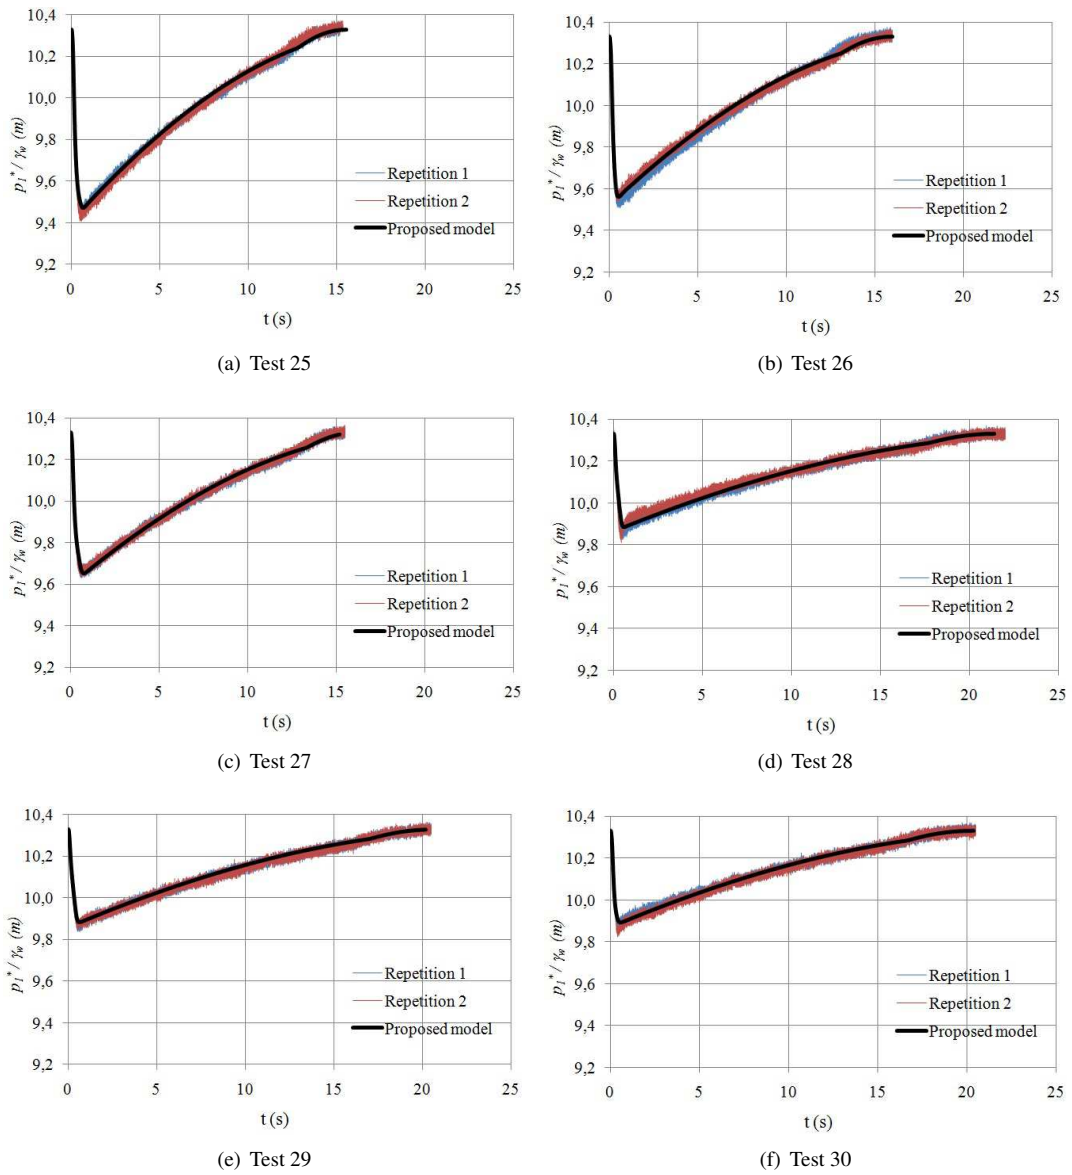 10,4
10,2
10,0
9,8
9,6
9,4
9,2
p₁* / γw (m)
Repetition 1
Repetition 2
Proposed model
0 5 10 15 20 25
t (s)
(a) Test 25
10,4
10,2
10,0
9,8
9,6
9,4
9,2
p₁* / γw (m)
Repetition 1
Repetition 2
Proposed model
0 5 10 15 20 25
t (s)
(b) Test 26
10,4
10,2
10,0
9,8
9,6
9,4
9,2
p₁* / γw (m)
Repetition 1
Repetition 2
Proposed model
0 5 10 15 20 25
t (s)
(c) Test 27
10,4
10,2
10,0
9,8
9,6
9,4
9,2
p₁* / γw (m)
Repetition 1
Repetition 2
Proposed model
0 5 10 15 20 25
t (s)
(d) Test 28
10,4
10,2
10,0
9,8
9,6
9,4
9,2
p₁* / γw (m)
Repetition 1
Repetition 2
Proposed model
0 5 10 15 20 25
t (s)
(e) Test 29
10,4
10,2
10,0
9,8
9,6
9,4
9,2
p₁* / γw (m)
Repetition 1
Repetition 2
Proposed model
0 5 10 15 20 25
t (s)
(f) Test 30